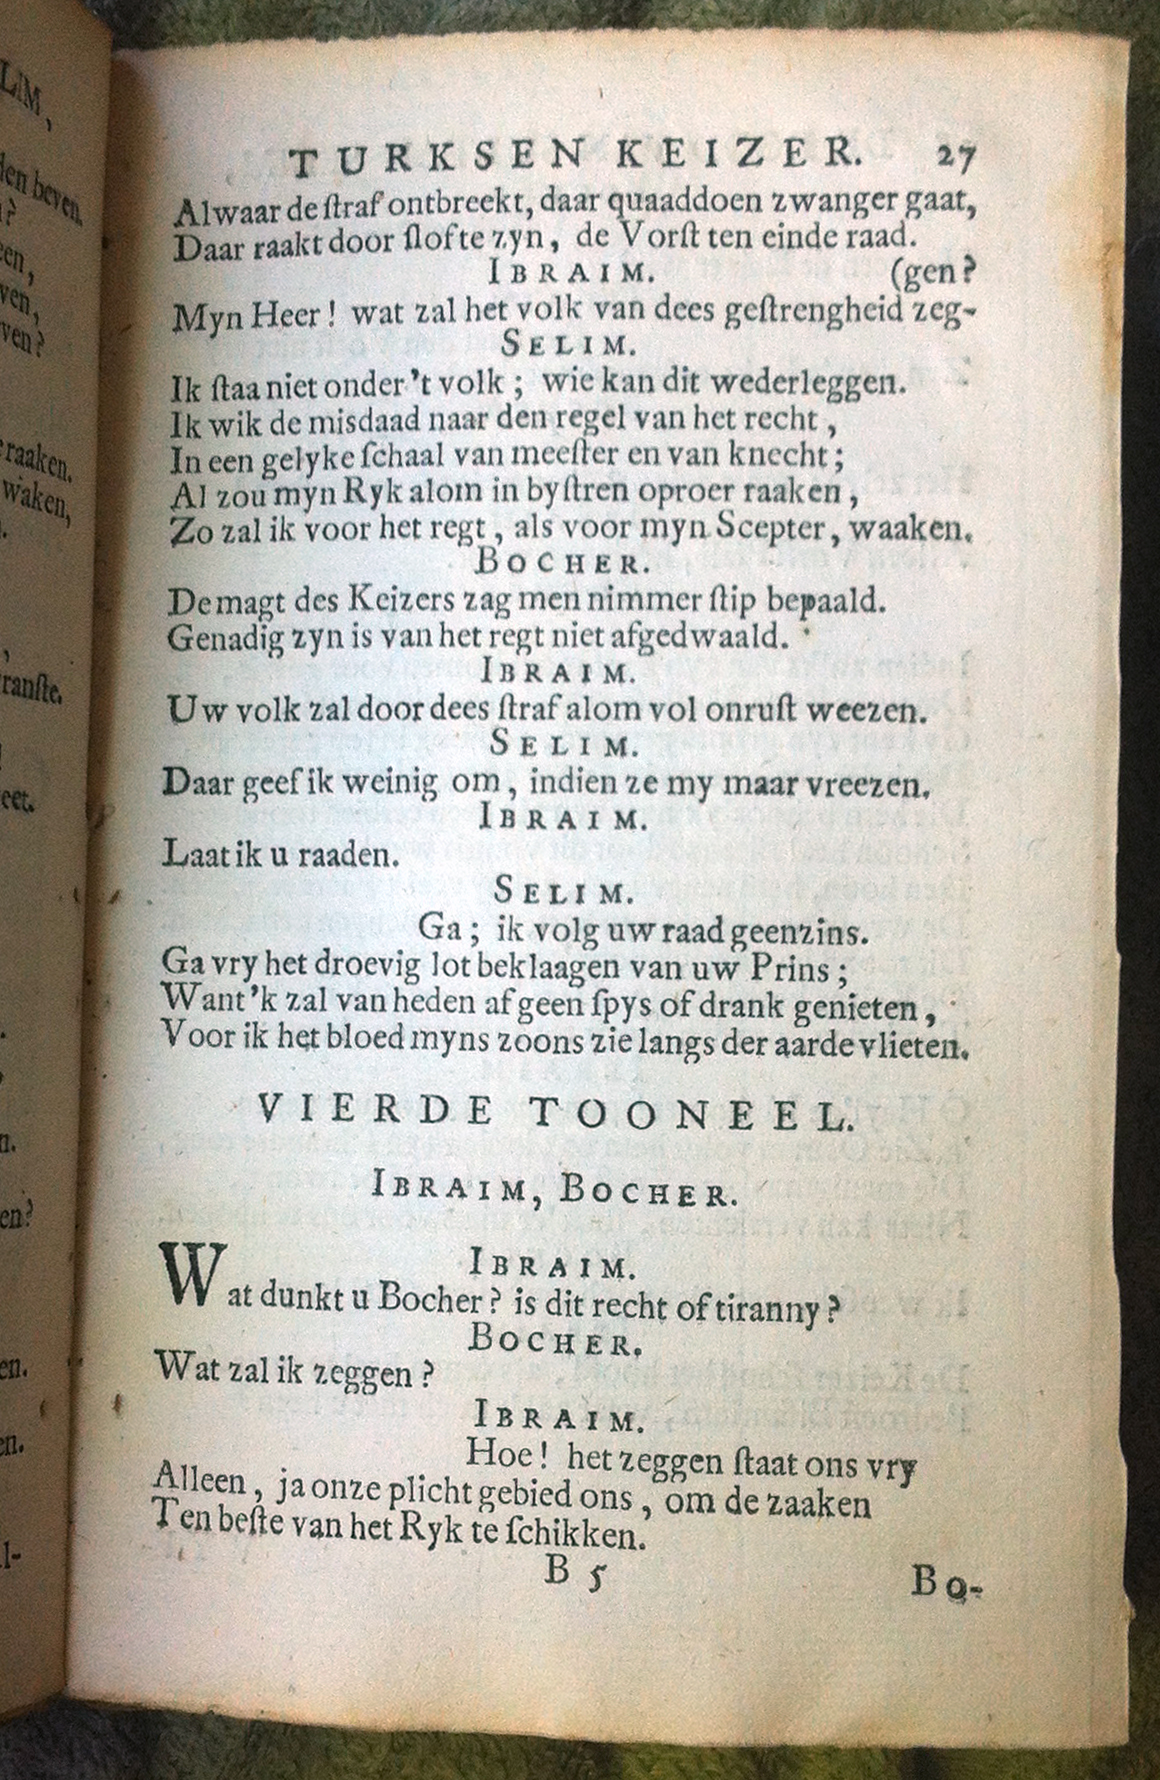 TURKSEN KEIZER. 27
Alwaar de ſtraf ontbreekt, daar quaaddoen zwanger gaat,
Daar raakt door ſlof te zyn, de Vorſt ten einde raad.
IBRAIM. (gen?
Myn Heer! wat zal het volk van dees geſtrengheid zeg-
SELIM.
Ik ſtaa niet onder 't volk; wie kan dit wederleggen.
Ik wik de misdaad naar den regel van het recht,
In een gelyke ſchaal van meeſter en van knecht;
Al zou myn Ryk alom in byſtren oproer raaken,
Zo zal ik voor het regt, als voor myn Scepter, waaken.
BOCHER.
De magt des Keizers zag men nimmer ſtip bepaald.
Genadig zyn is van het regt niet afgedwaald.
IBRAIM.
Uw volk zal door dees ſtraf alom vol onruſt weezen.
SELIM.
Daar geef ik weinig om, indien ze my maar vreezen.
IBRAIM.
Laat ik u raaden.
SELIM.
Ga; ik volg uw raad geenzins.
Ga vry het droevig lot beklaagen van uw Prins;
Want 'k zal van heden af geen ſpys of drank genieten,
Voor ik het bloed myns zoons zie langs der aarde vlieten.
VIERDE TOONEEL.
IBRAIM, BOCHER.
IBRAIM.
Wat dunkt u Bocher? is dit recht of tiranny?
BOCHER.
Wat zal ik zeggen?
IBRAIM.
Hoe! het zeggen ſtaat ons vry
Alleen, ja onze plicht gebied ons, om de zaaken
Ten beſte van het Ryk te ſchikken.
B 5 Bo-